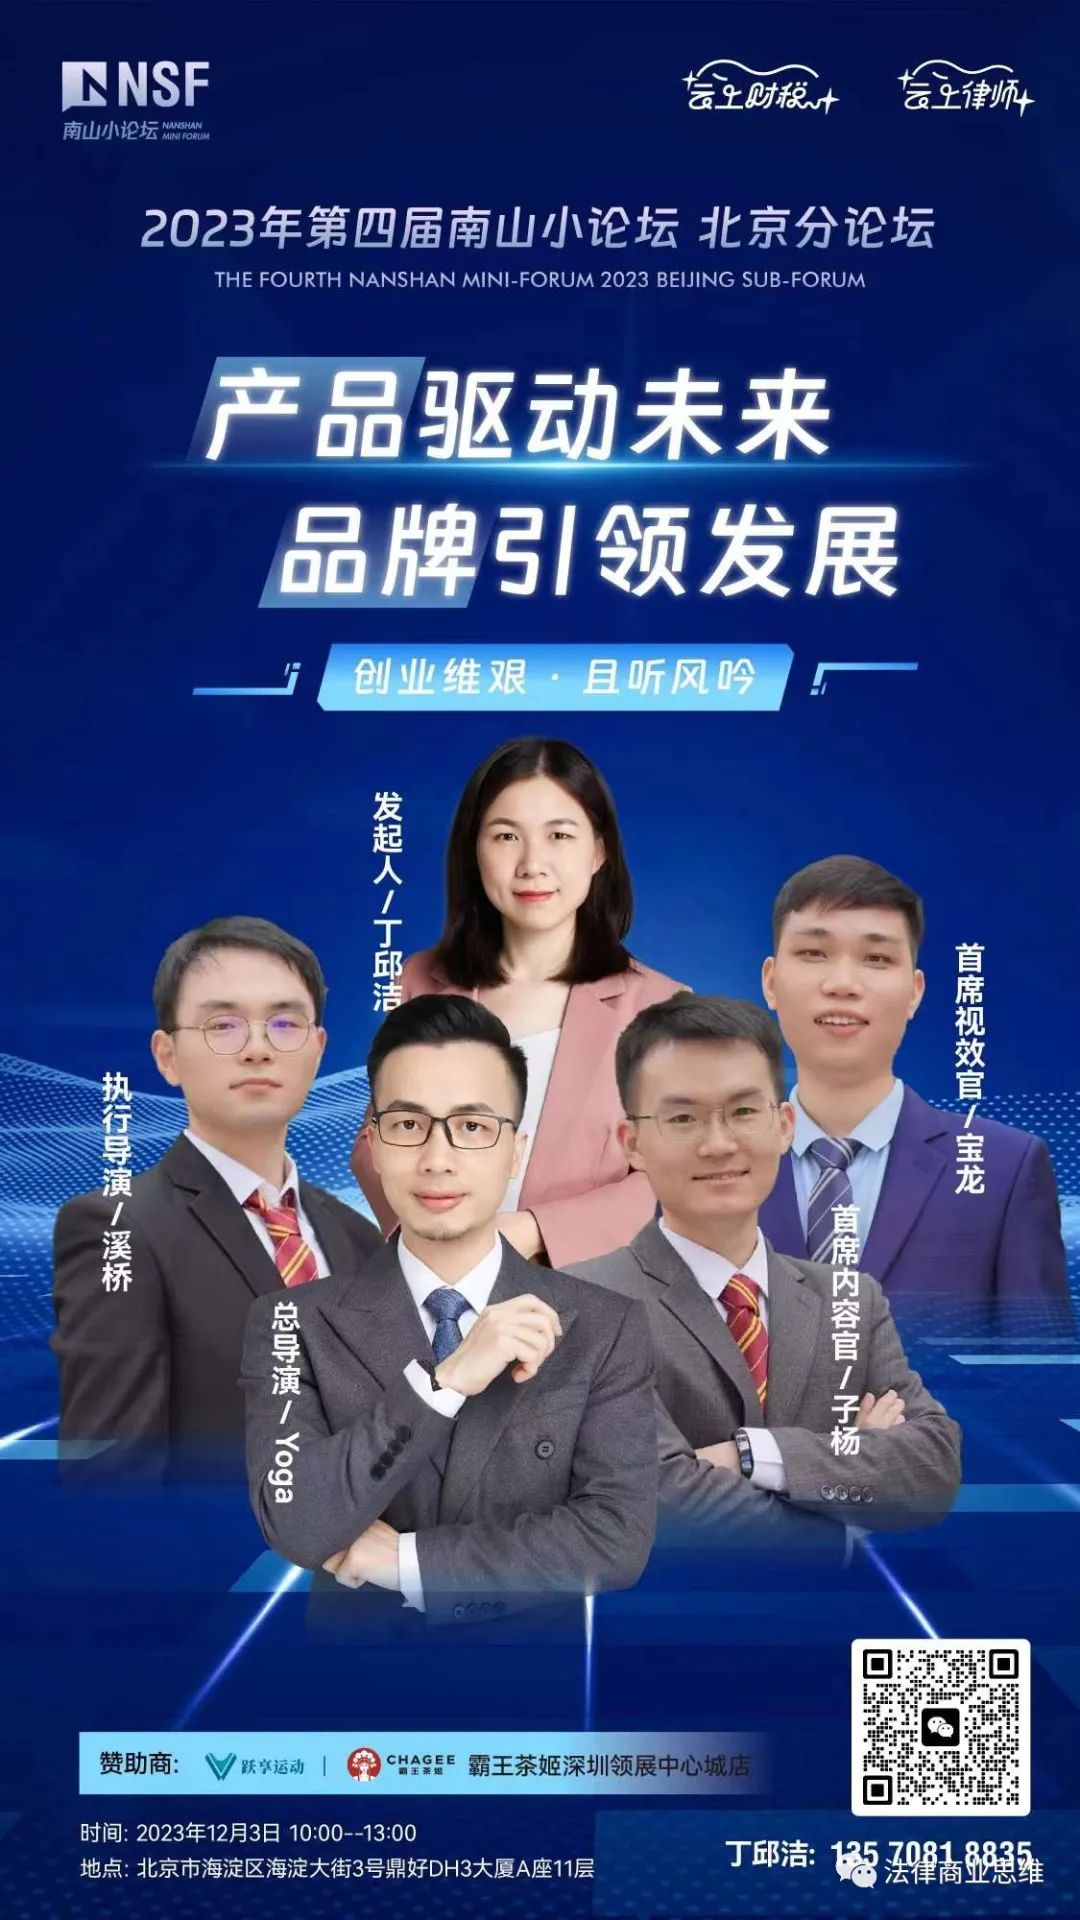 NSF
南山小论坛 NANSHAN MINI FORUM
云上财税
云上律师
2023年第四届南山小论坛 北京分论坛
THE FOURTH NANSHAN MINI-FORUM 2023 BEIJING SUB-FORUM
产品驱动未来
品牌引领发展
创业维艰·且听风吟
发起人/丁邱洁
首席视效官/宝龙
执行导演/溪桥
首席内容官/子杨
总导演/Yoga
赞助商: 跃享运动 | CHAGEE 霸王茶姬 霸王茶姬深圳领展中心城店
时间: 2023年12月3日 10:00--13:00
地点: 北京市海淀区海淀大街3号鼎好DH3大厦A座11层
丁邱洁: 135 7081 8835
法律商业思维